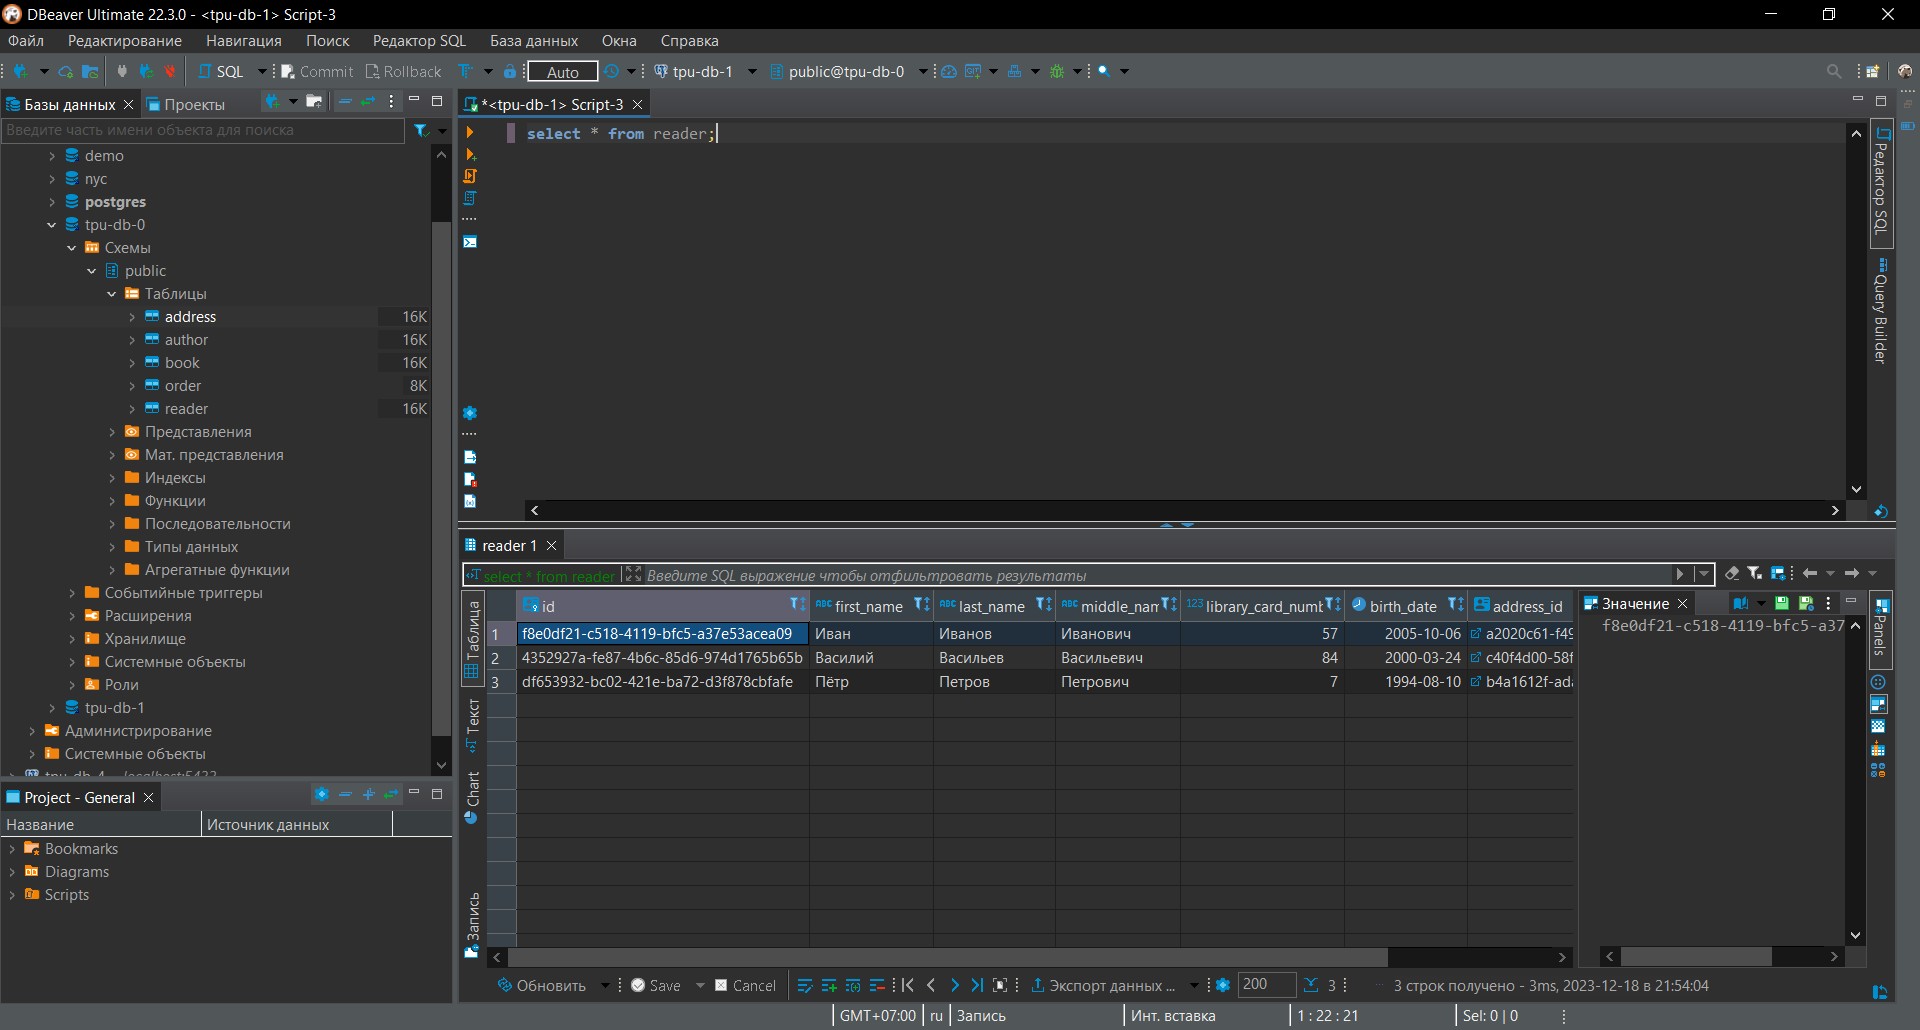 DBeaver Ultimate 22.3.0 - <tpu-db-1> Script-3
Файл Редактирование Навигация Поиск Редактор SQL База данных Окна Справка
SQL Commit Rollback Auto tpu-db-1 public@tpu-db-0
Базы данных Проекты
Введите часть имени объекта для поиска
demo
nyc
postgres
tpu-db-0
Схемы
public
Таблицы
address 16K
author 16K
book 16K
order 8K
reader 16K
Представления
Мат. представления
Индексы
Функции
Последовательности
Типы данных
Агрегатные функции
Событийные триггеры
Расширения
Хранилище
Системные объекты
Роли
tpu-db-1
Администрирование
Системные объекты
Project - General
Название Источник данных
Bookmarks
Diagrams
Scripts
*<tpu-db-1> Script-3
select * from reader;
Редактор SQL
Query Builder
reader 1
select * from reader Введите SQL выражение чтобы отфильтровать результаты
Таблица
Текст
Chart
Запись
id first_name last_name middle_nam library_card_numb birth_date address_id
1 f8e0df21-c518-4119-bfc5-a37e53acea09 Иван Иванов Иванович 57 2005-10-06 a2020c61-f49
2 4352927a-fe87-4b6c-85d6-974d1765b65b Василий Васильев Васильевич 84 2000-03-24 c40f4d00-58f
3 df653932-bc02-421e-ba72-d3f878cbfafe Пётр Петров Петрович 7 1994-08-10 b4a1612f-ada
Значение
f8e0df21-c518-4119-bfc5-a37
Panels
Обновить Save Cancel Экспорт данных ... 200 3 3 строк получено - 3ms, 2023-12-18 в 21:54:04
GMT+07:00 ru Запись Инт. вставка 1 : 22 : 21 Sel: 0 | 0